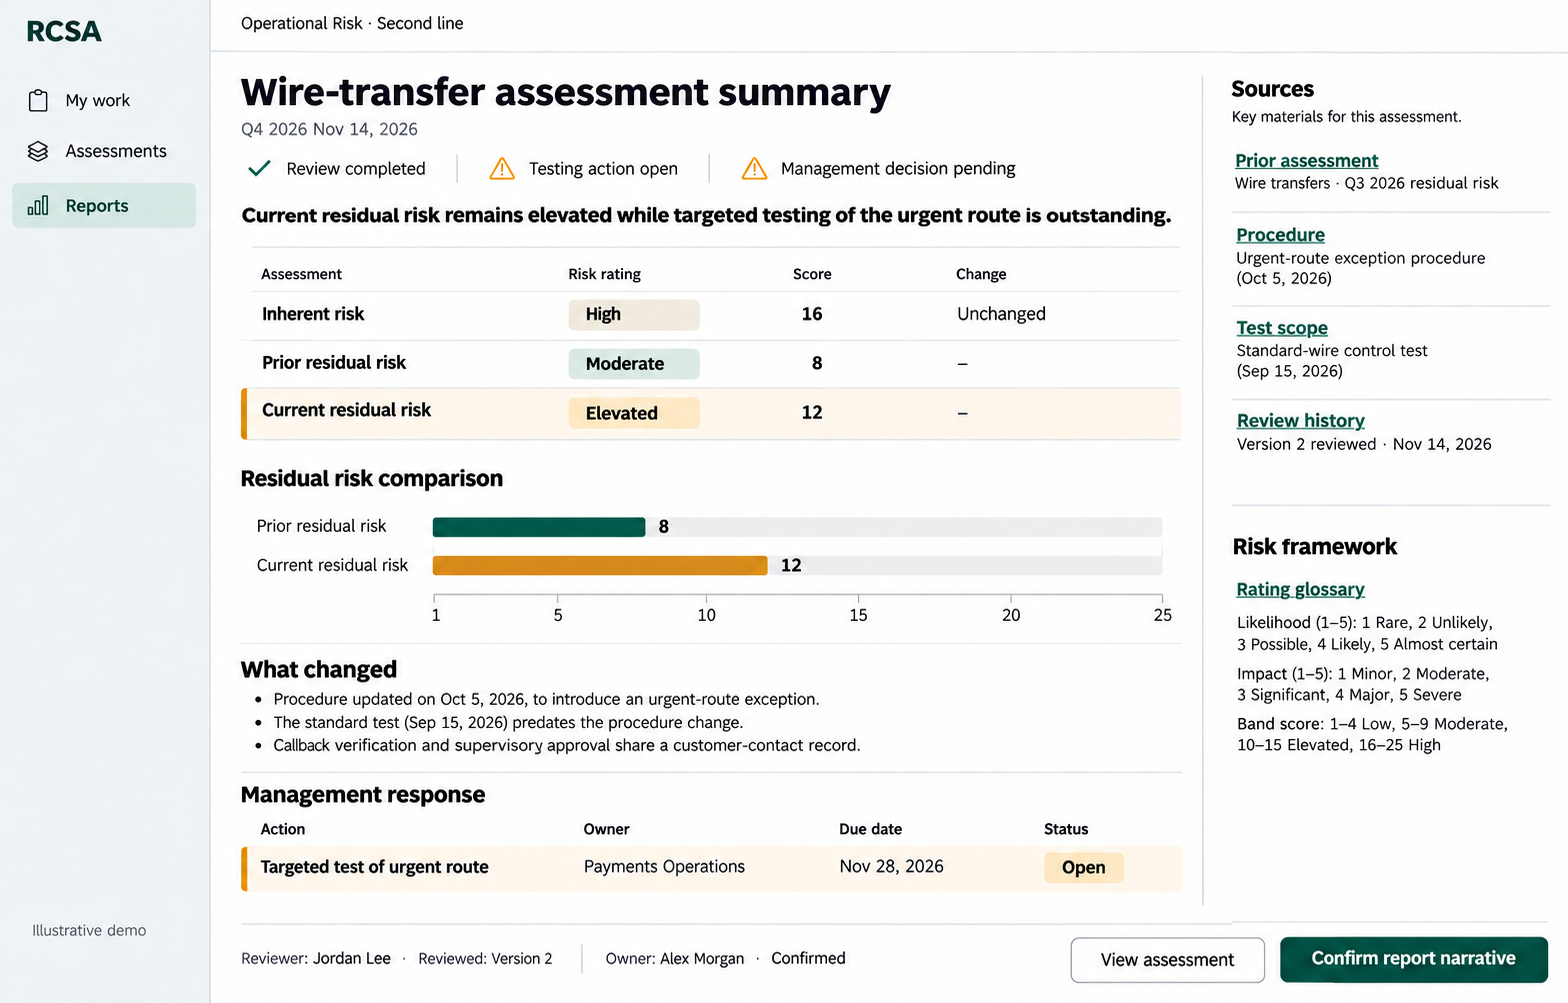 RCSA
My work
Assessments
Reports
Illustrative demo
Operational Risk · Second line
Wire-transfer assessment summary
Q4 2026 Nov 14, 2026
Review completed
Testing action open
Management decision pending
Current residual risk remains elevated while targeted testing of the urgent route is outstanding.
Assessment Risk rating Score Change
Inherent risk High 16 Unchanged
Prior residual risk Moderate 8 –
Current residual risk Elevated 12 –
Residual risk comparison
Prior residual risk 8
Current residual risk 12
1 5 10 15 20 25
What changed
• Procedure updated on Oct 5, 2026, to introduce an urgent-route exception.
• The standard test (Sep 15, 2026) predates the procedure change.
• Callback verification and supervisory approval share a customer-contact record.
Management response
Action Owner Due date Status
Targeted test of urgent route Payments Operations Nov 28, 2026 Open
Reviewer: Jordan Lee · Reviewed: Version 2
Owner: Alex Morgan · Confirmed
View assessment
Confirm report narrative
Sources
Key materials for this assessment.
Prior assessment
Wire transfers · Q3 2026 residual risk
Procedure
Urgent-route exception procedure
(Oct 5, 2026)
Test scope
Standard-wire control test
(Sep 15, 2026)
Review history
Version 2 reviewed · Nov 14, 2026
Risk framework
Rating glossary
Likelihood (1–5): 1 Rare, 2 Unlikely,
3 Possible, 4 Likely, 5 Almost certain
Impact (1–5): 1 Minor, 2 Moderate,
3 Significant, 4 Major, 5 Severe
Band score: 1–4 Low, 5–9 Moderate,
10–15 Elevated, 16–25 High